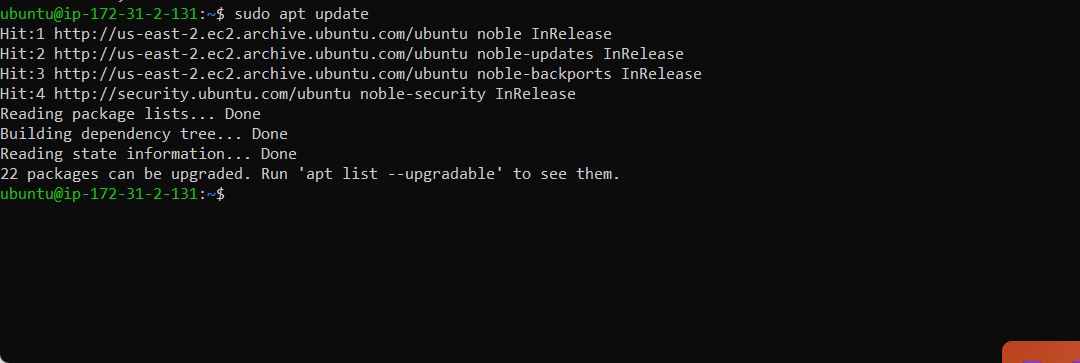 ubuntu@ip-172-31-2-131:~$ sudo apt update
Hit:1 http://us-east-2.ec2.archive.ubuntu.com/ubuntu noble InRelease
Hit:2 http://us-east-2.ec2.archive.ubuntu.com/ubuntu noble-updates InRelease
Hit:3 http://us-east-2.ec2.archive.ubuntu.com/ubuntu noble-backports InRelease
Hit:4 http://security.ubuntu.com/ubuntu noble-security InRelease
Reading package lists... Done
Building dependency tree... Done
Reading state information... Done
22 packages can be upgraded. Run 'apt list --upgradable' to see them.
ubuntu@ip-172-31-2-131:~$